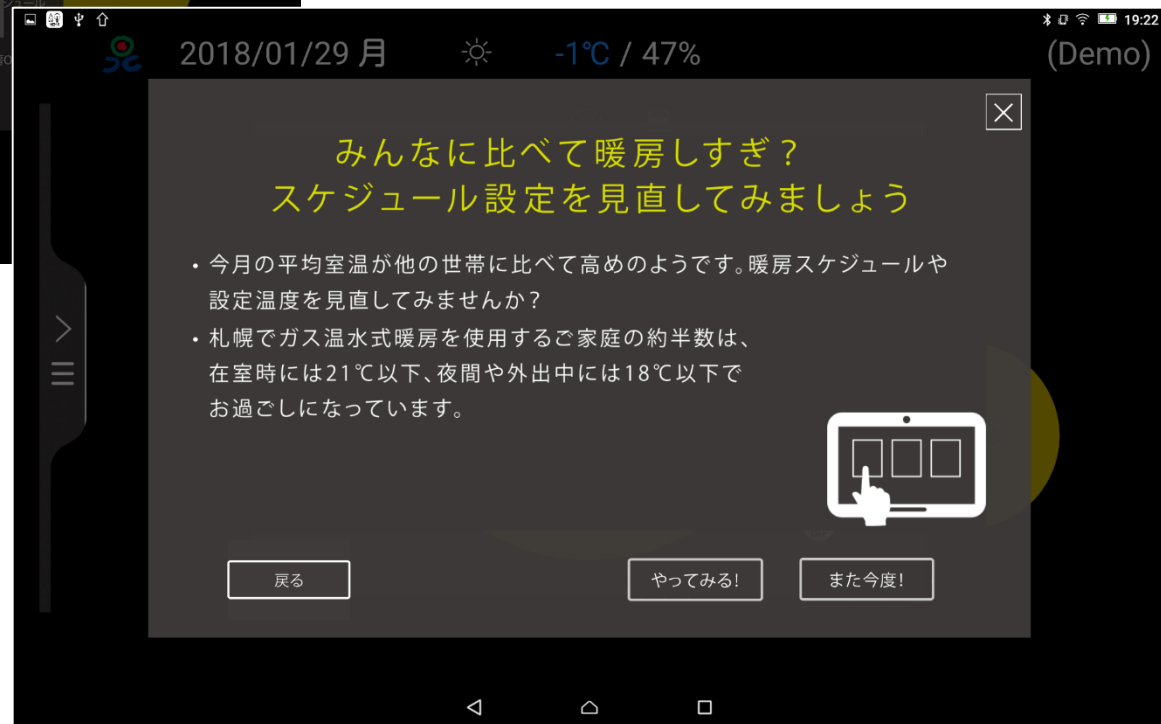 ジュール
19:22
2018/01/29 月
-1℃ / 47%
(Demo)
みんなに比べて暖房しすぎ？
スケジュール設定を見直してみましょう
・今月の平均室温が他の世帯に比べて高めのようです。暖房スケジュールや
設定温度を見直してみませんか？
・札幌でガス温水式暖房を使用するご家庭の約半数は、
在室時には21℃以下、夜間や外出中には18℃以下で
お過ごしになっています。
戻る
やってみる!
また今度!